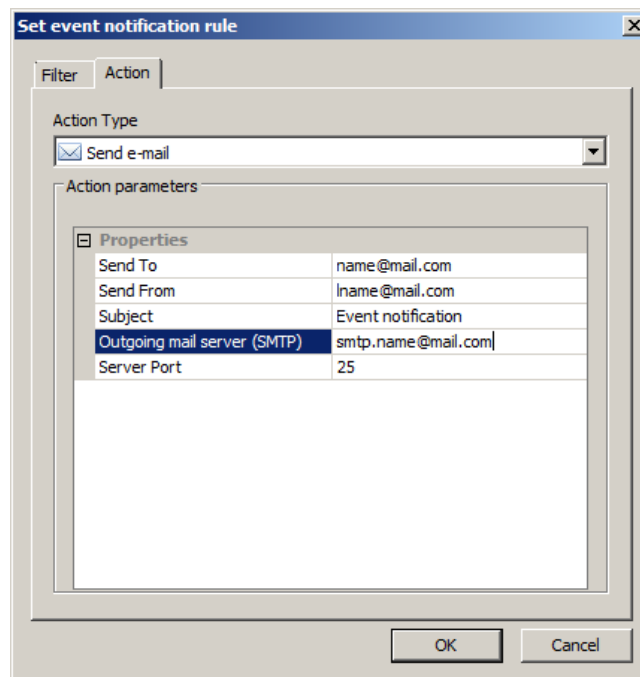 Set event notification rule
Filter Action
Action Type
Send e-mail
Action parameters
Properties
Send To name@mail.com
Send From lname@mail.com
Subject Event notification
Outgoing mail server (SMTP) smtp.name@mail.com
Server Port 25
OK Cancel